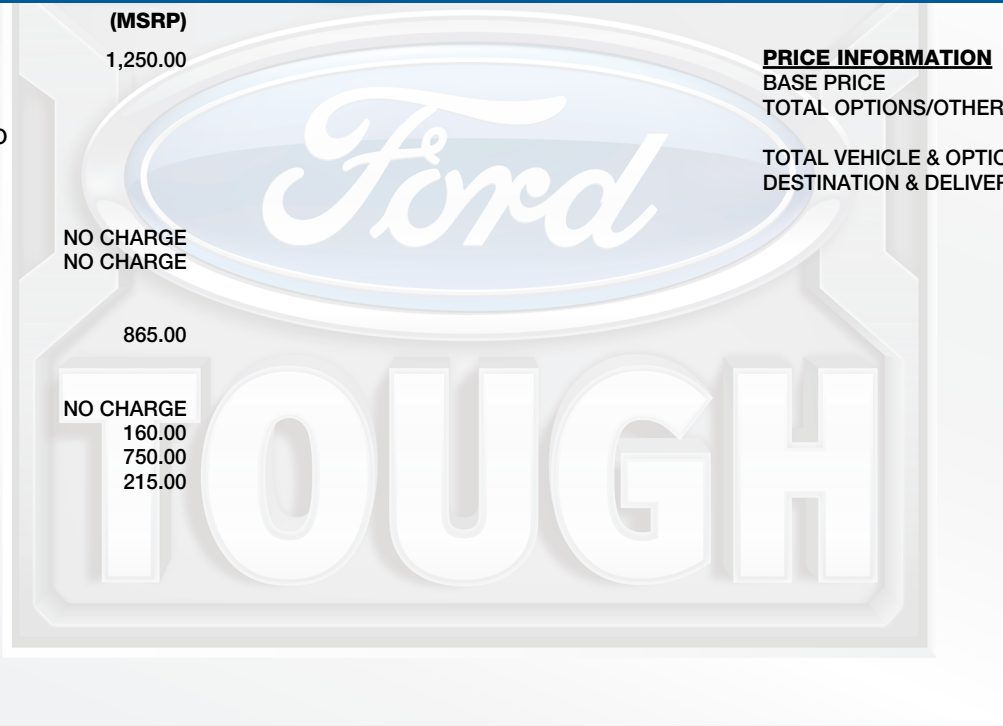 (MSRP)
1,250.00
NO CHARGE
NO CHARGE
865.00
NO CHARGE
160.00
750.00
215.00
PRICE INFORMATION
BASE PRICE
TOTAL OPTIONS/OTHER
TOTAL VEHICLE & OPTIO
DESTINATION & DELIVER
Ford
TOUGH